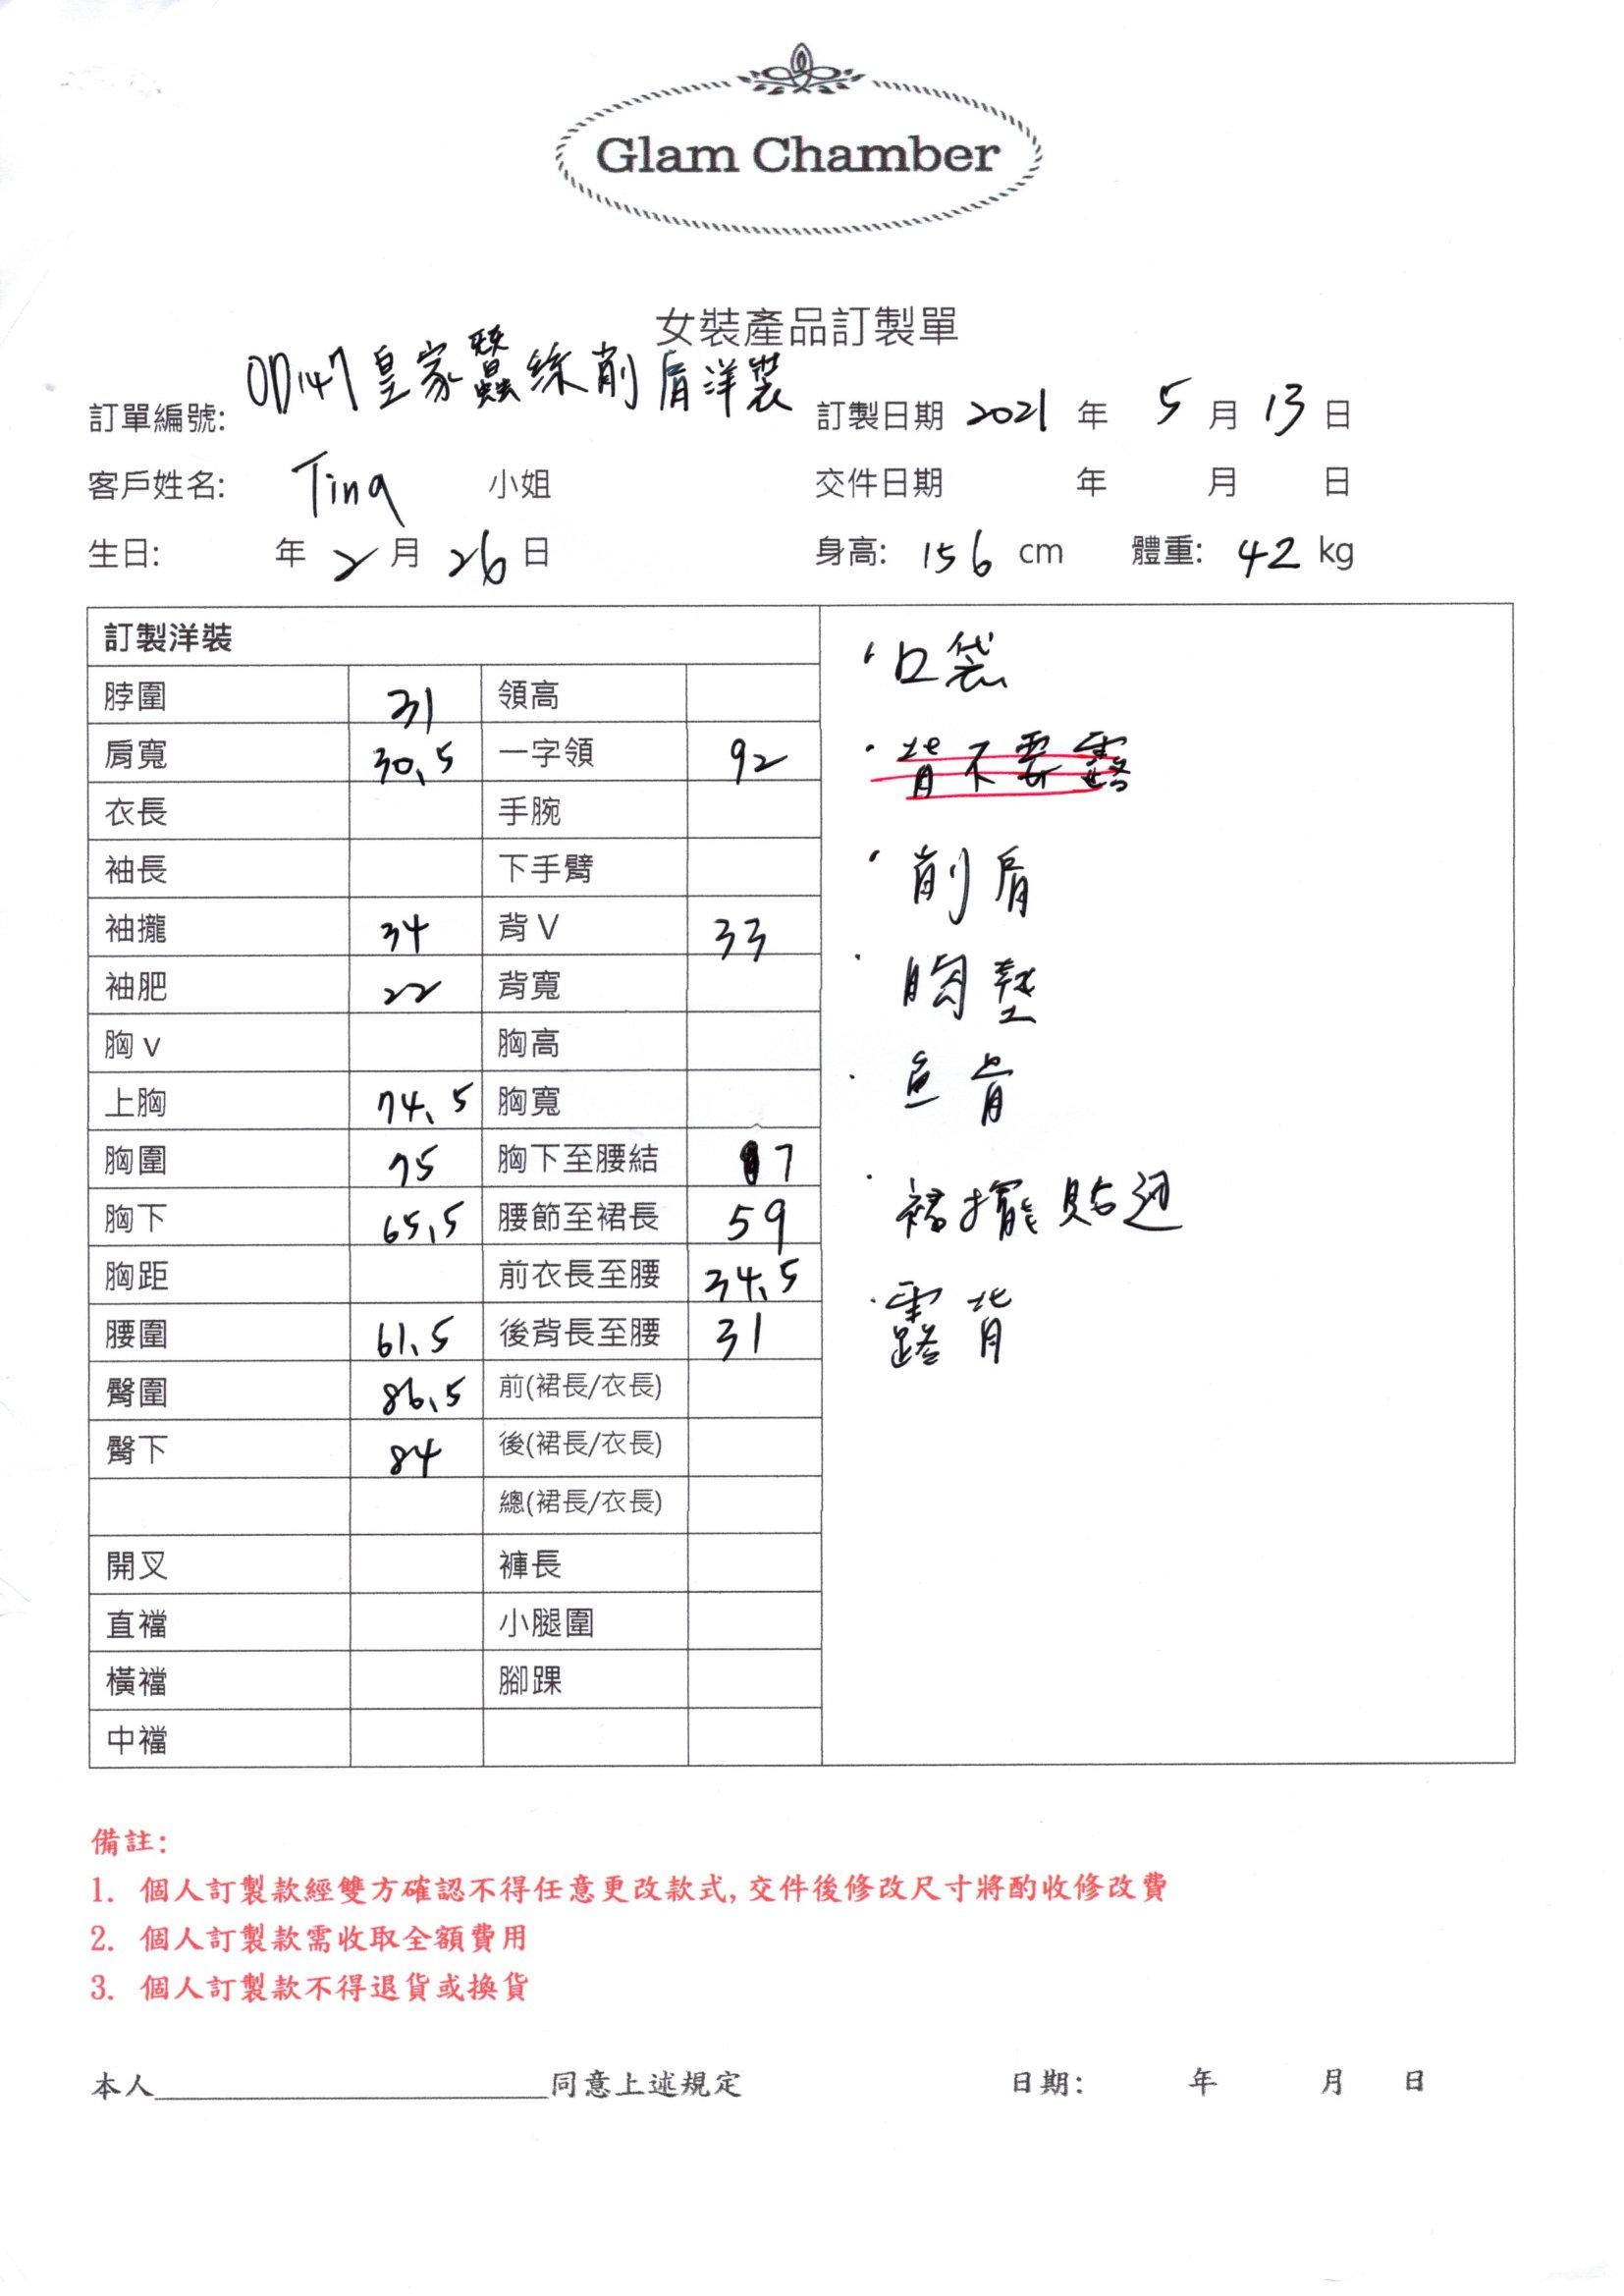 Glam Chamber
女裝產品訂製單
訂單編號: OD147皇家蠶絲削肩洋裝 訂製日期 2021 年 5 月 13 日
客戶姓名: Tina 小姐 交件日期 年 月 日
生日: 年 2 月 26 日 身高: 156 cm 體重: 42 kg
訂製洋裝
脖圍 31 領高
肩寬 30.5 一字領 92
衣長 手腕
袖長 下手臂
袖攏 34 背V 33
袖肥 22 背寬
胸v 胸高
上胸 74.5 胸寬
胸圍 75 胸下至腰結 17
胸下 65.5 腰節至裙長 59
胸距 前衣長至腰 34.5
腰圍 61.5 後背長至腰 31
臀圍 86.5 前(裙長/衣長)
臀下 84 後(裙長/衣長)
總(裙長/衣長)
開叉 褲長
直襠 小腿圍
橫襠 腳踝
中襠
·口袋
·背不要露
·削肩
·胸墊
·魚骨
·裙擺貼边
·露背
備註:
1. 個人訂製款經雙方確認不得任意更改款式,交件後修改尺寸將酌收修改費
2. 個人訂製款需收取全額費用
3. 個人訂製款不得退貨或換貨
本人____________________同意上述規定 日期: 年 月 日